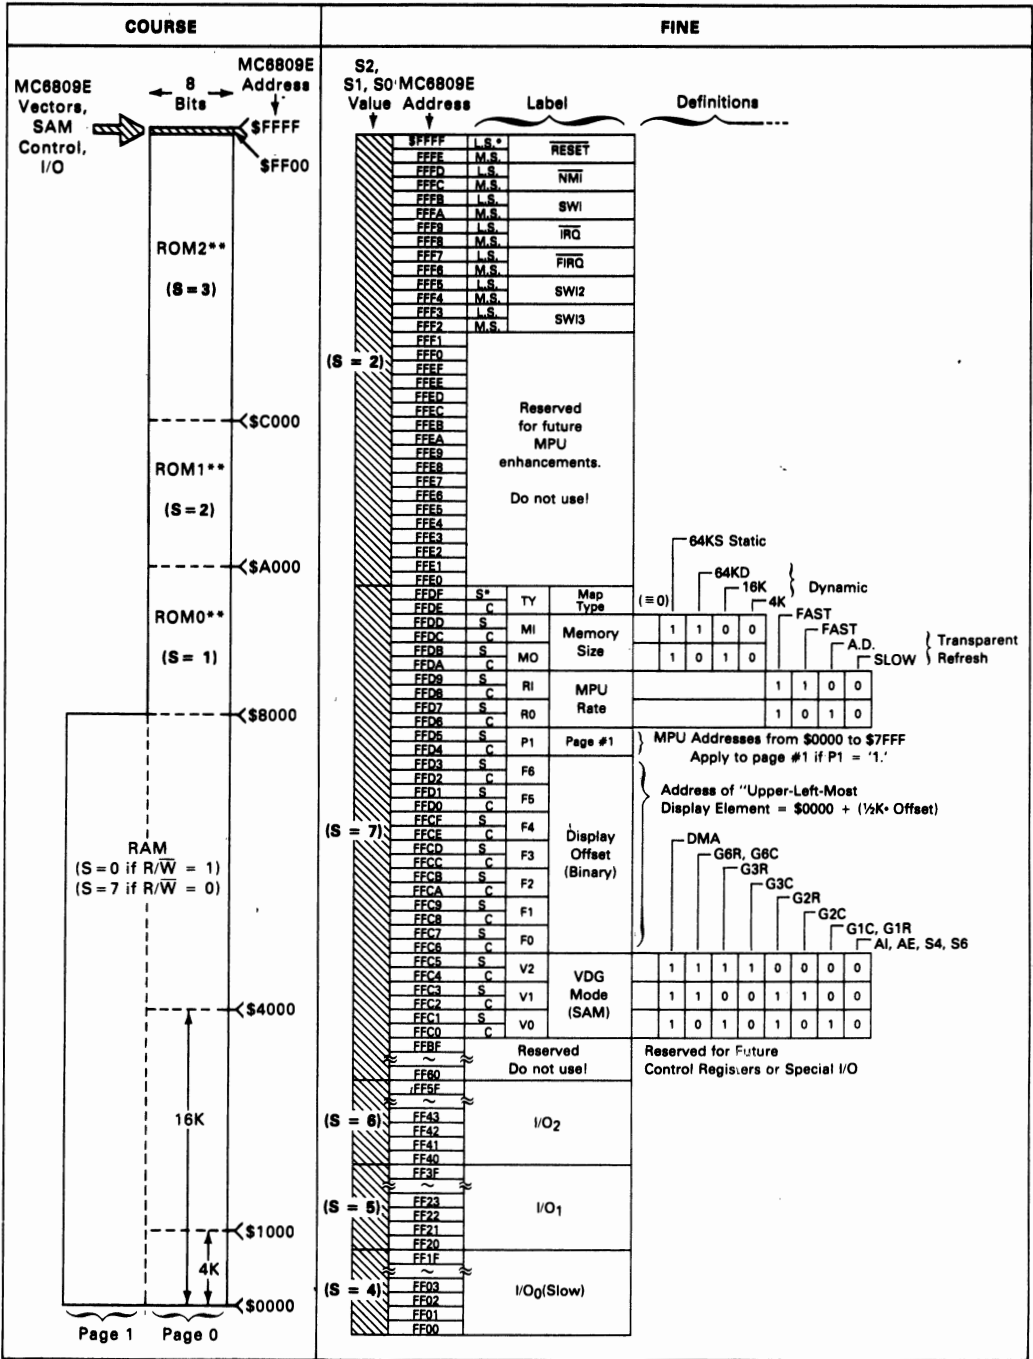 COURSE
FINE
MC6809E
Vectors,
SAM
Control,
I/O
8
Bits
MC6809E
Address
$FFFF
$FF00
ROM2**
(S = 3)
$C000
ROM1**
(S = 2)
$A000
ROM0**
(S = 1)
$8000
RAM
(S = 0 if R/W̅ = 1)
(S = 7 if R/W̅ = 0)
$4000
16K
$1000
4K
$0000
Page 1
Page 0
S2,
S1, S0
Value
MC6809E
Address
Label
Definitions
$FFFF L.S.* R̅E̅S̅E̅T̅
FFFE M.S.
FFFD L.S. N̅M̅I̅
FFFC M.S.
FFFB L.S. SWI
FFFA M.S.
FFF9 L.S. I̅R̅Q̅
FFF8 M.S.
FFF7 L.S. F̅I̅R̅Q̅
FFF6 M.S.
FFF5 L.S. SWI2
FFF4 M.S.
FFF3 L.S. SWI3
FFF2 M.S.
(S = 2)
FFF1
FFF0
FFEF
FFEE
FFED
FFEC
FFEB
FFEA
FFE9
FFE8
FFE7
FFE6
FFE5
FFE4
FFE3
FFE2
FFE1
FFE0
Reserved
for future
MPU
enhancements.
Do not use!
64KS Static
64KD
16K
4K
} Dynamic
(≡ 0)
FFDF S* TY Map
FFDE C Type
FAST
FAST
A.D.
SLOW
} Transparent
Refresh
FFDD S MI Memory 1 1 0 0
FFDC C Size
FFDB S MO 1 0 1 0
FFDA C
FFD9 S RI MPU 1 1 0 0
FFD8 C Rate
FFD7 S R0 1 0 1 0
FFD6 C
FFD5 S P1 Page #1 } MPU Addresses from $0000 to $7FFF
FFD4 C Apply to page #1 if P1 = '1.'
FFD3 S F6
FFD2 C
FFD1 S F5
FFD0 C
FFCF S F4
FFCE C
FFCD S F3
FFCC C
FFCB S F2
FFCA C
FFC9 S F1
FFC8 C
FFC7 S F0
FFC6 C
(S = 7)
Display
Offset
(Binary)
Address of "Upper-Left-Most
Display Element = $0000 + (½K• Offset)
DMA
G6R, G6C
G3R
G3C
G2R
G2C
G1C, G1R
AI, AE, S4, S6
FFC5 S V2 VDG 1 1 1 1 0 0 0 0
FFC4 C Mode
FFC3 S V1 (SAM) 1 1 0 0 1 1 0 0
FFC2 C
FFC1 S V0 1 0 1 0 1 0 1 0
FFC0 C
FFBF
~
FF60
Reserved
Do not use!
Reserved for Future
Control Registers or Special I/O
FF5F
~
(S = 6)
FF43
FF42
FF41
FF40
I/O2
FF3F
~
(S = 5)
FF23
FF22
FF21
FF20
I/O1
FF1F
~
(S = 4)
FF03
FF02
FF01
FF00
I/O0(Slow)